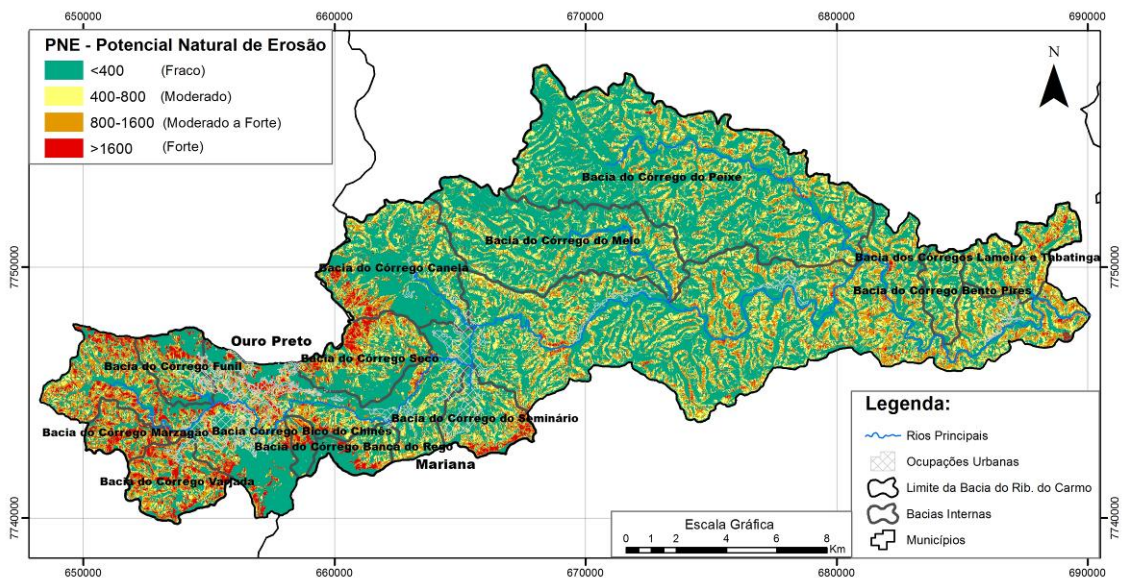 650000 660000 670000 680000 690000
PNE - Potencial Natural de Erosão
<400 (Fraco)
400-800 (Moderado)
800-1600 (Moderado a Forte)
>1600 (Forte)
N
Bacia do Córrego do Peixe
Bacia do Córrego do Melo
Bacia do Córrego Canela
Bacia dos Córregos Lameiro e Tabatinga
7750000 7750000
Bacia do Córrego Bento Pires
Ouro Preto
Bacia do Córrego Seco
Bacia do Córrego Funil
Bacia do Córrego do Seminário
Bacia do Córrego Marzagão
Bacia Córrego Bico do Chinês
Bacia do Córrego Banca do Rego
Mariana
Bacia do Córrego Varjada
Legenda:
Rios Principais
Ocupações Urbanas
Limite da Bacia do Rib. do Carmo
Bacias Internas
Municípios
7740000 7740000
Escala Gráfica
0 1 2 4 6 8
Km
650000 660000 670000 680000 690000